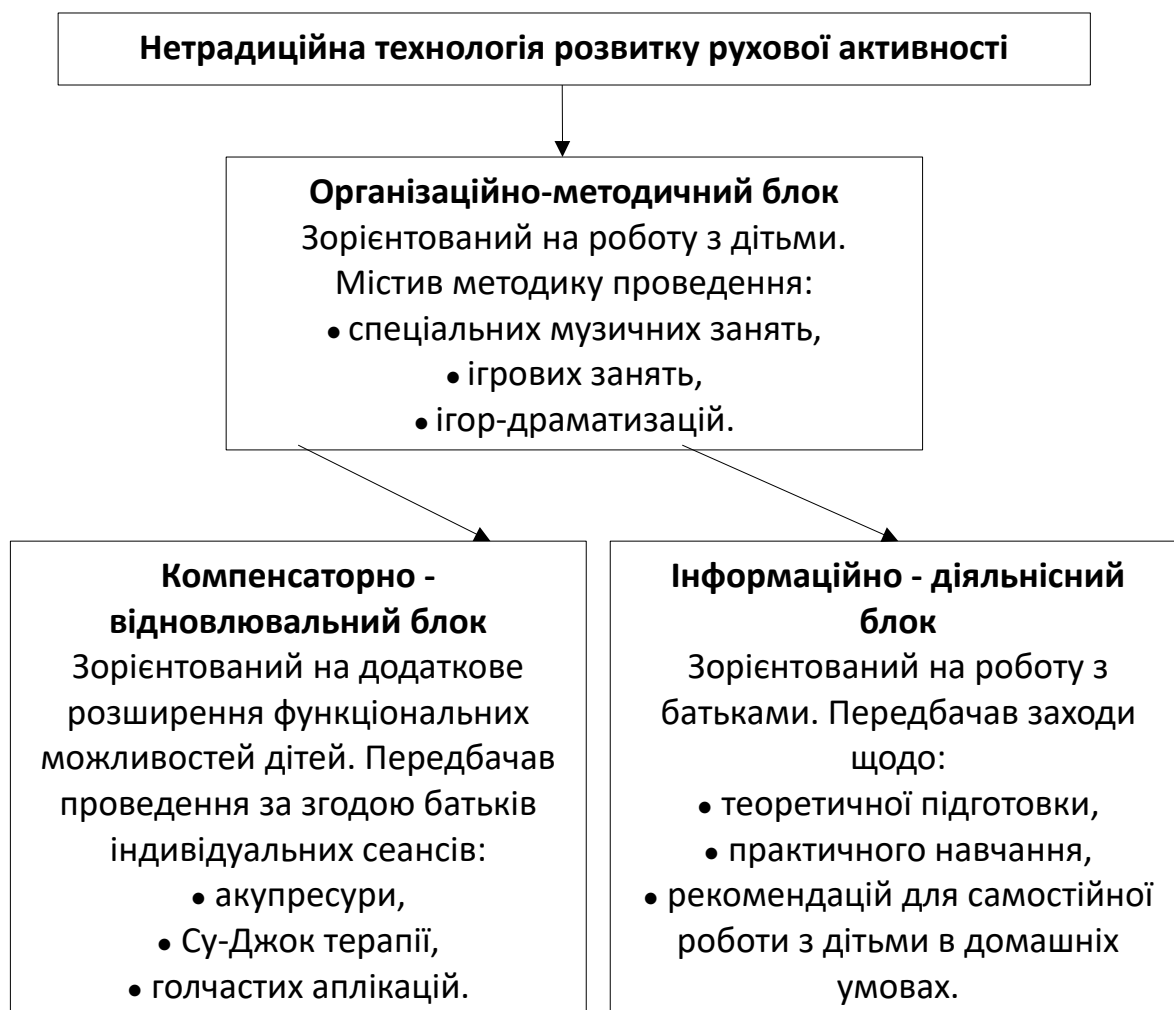 Нетрадиційна технологія розвитку рухової активності
Організаційно-методичний блок
Зорієнтований на роботу з дітьми.
Містив методику проведення:
● спеціальних музичних занять,
● ігрових занять,
● ігор-драматизацій.
Компенсаторно -
відновлювальний блок
Зорієнтований на додаткове
розширення функціональних
можливостей дітей. Передбачав
проведення за згодою батьків
індивідуальних сеансів:
● акупресури,
● Су-Джок терапії,
● голчастих аплікацій.
Інформаційно - діяльнісний
блок
Зорієнтований на роботу з
батьками. Передбачав заходи
щодо:
● теоретичної підготовки,
● практичного навчання,
● рекомендацій для самостійної
роботи з дітьми в домашніх
умовах.